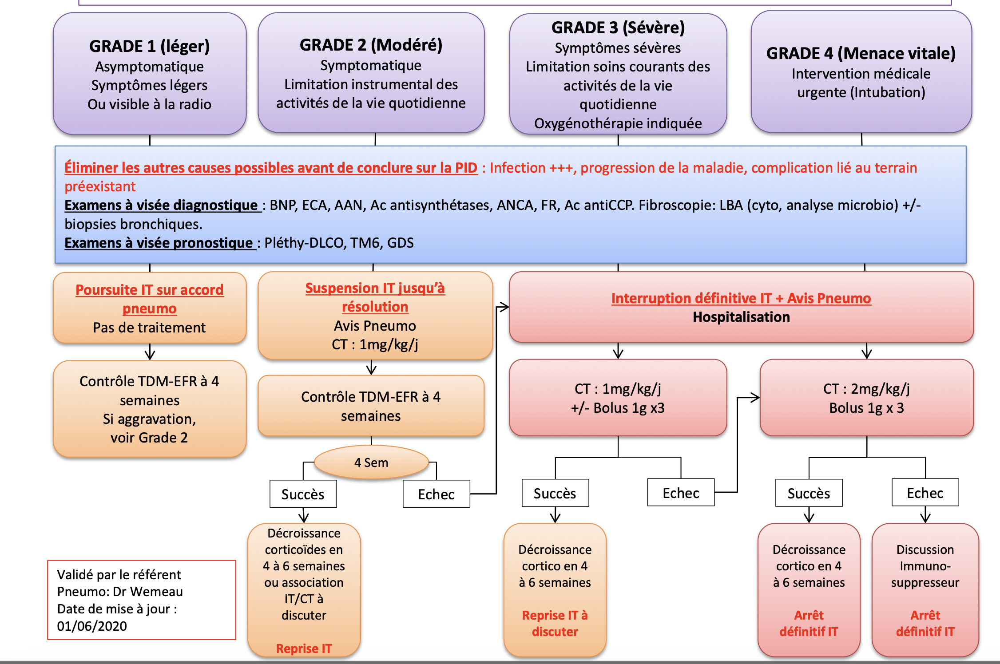 GRADE 1 (léger)
Asymptomatique
Symptômes légers
Ou visible à la radio
GRADE 2 (Modéré)
Symptomatique
Limitation instrumental des
activités de la vie quotidienne
GRADE 3 (Sévère)
Symptômes sévères
Limitation soins courants des
activités de la vie
quotidienne
Oxygénothérapie indiquée
GRADE 4 (Menace vitale)
Intervention médicale
urgente (Intubation)
Éliminer les autres causes possibles avant de conclure sur la PID : Infection +++, progression de la maladie, complication lié au terrain
préexistant
Examens à visée diagnostique : BNP, ECA, AAN, Ac antisynthétases, ANCA, FR, Ac antiCCP. Fibroscopie: LBA (cyto, analyse microbio) +/-
biopsies bronchiques.
Examens à visée pronostique : Pléthy-DLCO, TM6, GDS
Poursuite IT sur accord
pneumo
Pas de traitement
Suspension IT jusqu’à
résolution
Avis Pneumo
CT : 1mg/kg/j
Interruption définitive IT + Avis Pneumo
Hospitalisation
Contrôle TDM-EFR à 4
semaines
Si aggravation,
voir Grade 2
Contrôle TDM-EFR à 4
semaines
CT : 1mg/kg/j
+/- Bolus 1g x3
CT : 2mg/kg/j
Bolus 1g x 3
4 Sem
Succès
Echec
Succès
Echec
Succès
Echec
Décroissance
corticoïdes en
4 à 6 semaines
ou association
IT/CT à
discuter
Reprise IT
Décroissance
cortico en 4
à 6 semaines
Reprise IT à
discuter
Décroissance
cortico en 4
à 6 semaines
Arrêt
définitif IT
Discussion
Immuno-
suppresseur
Arrêt
définitif IT
Validé par le référent
Pneumo: Dr Wemeau
Date de mise à jour :
01/06/2020